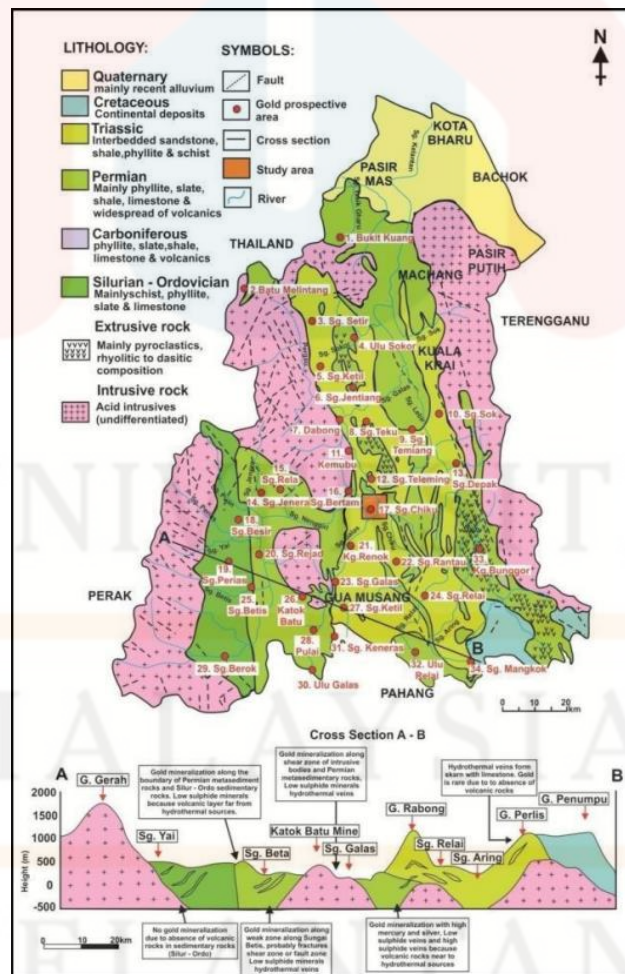 LITHOLOGY:
Quaternary
mainly recent alluvium
Cretaceous
Continental deposits
Triassic
Interbedded sandstone,
shale,phyllite & schist
Permian
Mainly phyllite, slate,
shale, limestone &
widespread of volcanics
Carboniferous
phyllite, slate,shale,
limestone & volcanics
Silurian - Ordovician
Mainlyschist, phyllite,
slate & limestone
Extrusive rock
Mainly pyroclastics,
rhyolitic to dasitic
composition
Intrusive rock
Acid intrusives
(undifferentiated)
SYMBOLS:
Fault
Gold prospective
area
Cross section
Study area
River
N
KOTA
BHARU
PASIR
MAS
BACHOK
Sg. Kelantan
THAILAND
1. Bukit Kuang
MACHANG
PASIR
PUTIH
2.Batu Melintang
TERENGGANU
3. Sg. Setir
4. Ulu Sokor
KUALA
KRAI
5. Sg.Ketil
6. Sg.Jentiang
7. Dabong
8. Sg.Teku
9. Sg.
Temiang
10. Sg.Sok
11.
Kemubu
12. Sg.Teleming
13.
Sg.Depak
15.
Sg.Rela
14. Sg.Jenera
16.
Sg.Bertam
17. Sg.Chiku
18.
Sg.Besir
A
19.
Sg.Perias
20. Sg.Rejad
21.
Kg.Renok
22. Sg.Rantau
33.
Kg.Bunggor
23. Sg.Galas
GUA MUSANG
24. Sg.Relai
PERAK
25.
Sg.Betis
26.
Katok
Batu
27. Sg.Ketil
28.
Pulai
29. Sg.Berok
30. Ulu Galas
31. Sg. Keneras
32. Ulu
Relai
B
34. Sg. Mangkok
PAHANG
0 10 20
km
Cross Section A - B
A
B
Gold mineralization along
the boundary of Permian metasediment
rocks and Silur - Ordo sedimentary
rocks. Low sulphide minerals
because volcanic layer far from
hydrothermal sources.
Gold mineralization along
shear zone of intrusive
bodies and Permian
metasedimentary rocks.
Low sulphide minerals
hydrothermal veins
Hydrothermal veins form
skarn with limestone. Gold
is rare due to absence of
volcanic rocks
G. Gerah
Sg. Yai
Sg. Beta
Katok Batu Mine
Sg. Galas
G. Rabong
Sg. Relai
Sg. Aring
G. Perlis
G. Penumpu
Height (m)
2000
1500
1000
500
0
-500
0 10 20km
No gold mineralization
due to absence of volcanic
rocks in sedimentary rocks
(Silur - Ordo)
Gold mineralization along
weak zone along Sungai
Betis, probably fractures
shear zone or fault zone
Low sulphide minerals
hydrothermal veins
Gold mineralization with high
mercury and silver. Low
sulphide veins and high
sulphide veins because
volcanic rocks near to
hydrothermal sources